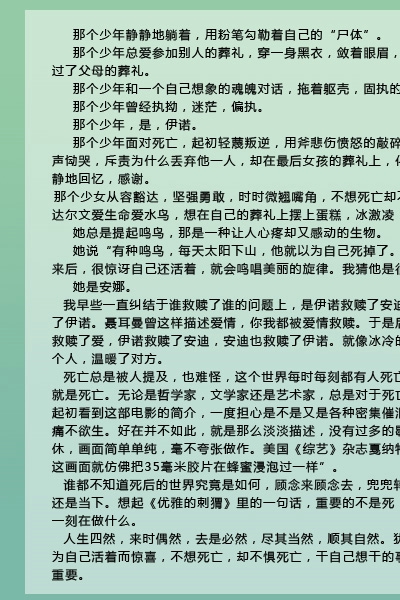 那个少年静静地躺着，用粉笔勾勒着自己的“尸体”。
那个少年总爱参加别人的葬礼，穿一身黑衣，敛着眼眉，
过了父母的葬礼。
那个少年和一个自己想象的魂魄对话，拖着躯壳，固执的
那个少年曾经执拗，迷茫，偏执。
那个少年，是，伊诺。
那个少年面对死亡，起初轻蔑叛逆，用斧悲伤愤怒的敲碎
声恸哭，斥责为什么丢弃他一人，却在最后女孩的葬礼上，
静地回忆，感谢。
那个少女从容豁达，坚强勇敢，时时微翘嘴角，不想死亡却不
达尔文爱生命爱水鸟，想在自己的葬礼上摆上蛋糕，冰激凌
她总是提起鸣鸟，那是一种让人心疼却又感动的生物。
她说“有种鸣鸟，每天太阳下山，他就以为自己死掉了。
来后，很惊讶自己还活着，就会鸣唱美丽的旋律。我猜他是很
她是安娜。
我早些一直纠结于谁救赎了谁的问题上，是伊诺救赎了安迪
了伊诺。聂耳曼曾这样描述爱情，你我都被爱情救赎。于是
救赎了爱，伊诺救赎了安迪，安迪也救赎了伊诺。就像冰冷的
个人，温暖了对方。
死亡总是被人提及，也难怪，这个世界每时每刻都有人死亡
就是死亡。无论是哲学家，文学家还是艺术家，总是对于死亡
起初看到这部电影的简介，一度担心是不是又是各种密集催泪
痛不欲生。好在并不如此，就是那么淡淡描述，没有过多的
休，画面简单单纯，毫不夸张做作。美国《综艺》杂志戛纳特
这画面就仿佛把35毫米胶片在蜂蜜漫泡过一样”。
谁都不知道死后的世界究竟是如何，顾念来顾念去，兜兜转
还是当下。想起《优雅的刺猬》里的一句话，重要的不是死
一刻在做什么。
人生四然，来时偶然，去是必然，尽其当然，顺其自然。犹
为自己活着而惊喜，不想死亡，却不惧死亡，干自己想干的事
重要。